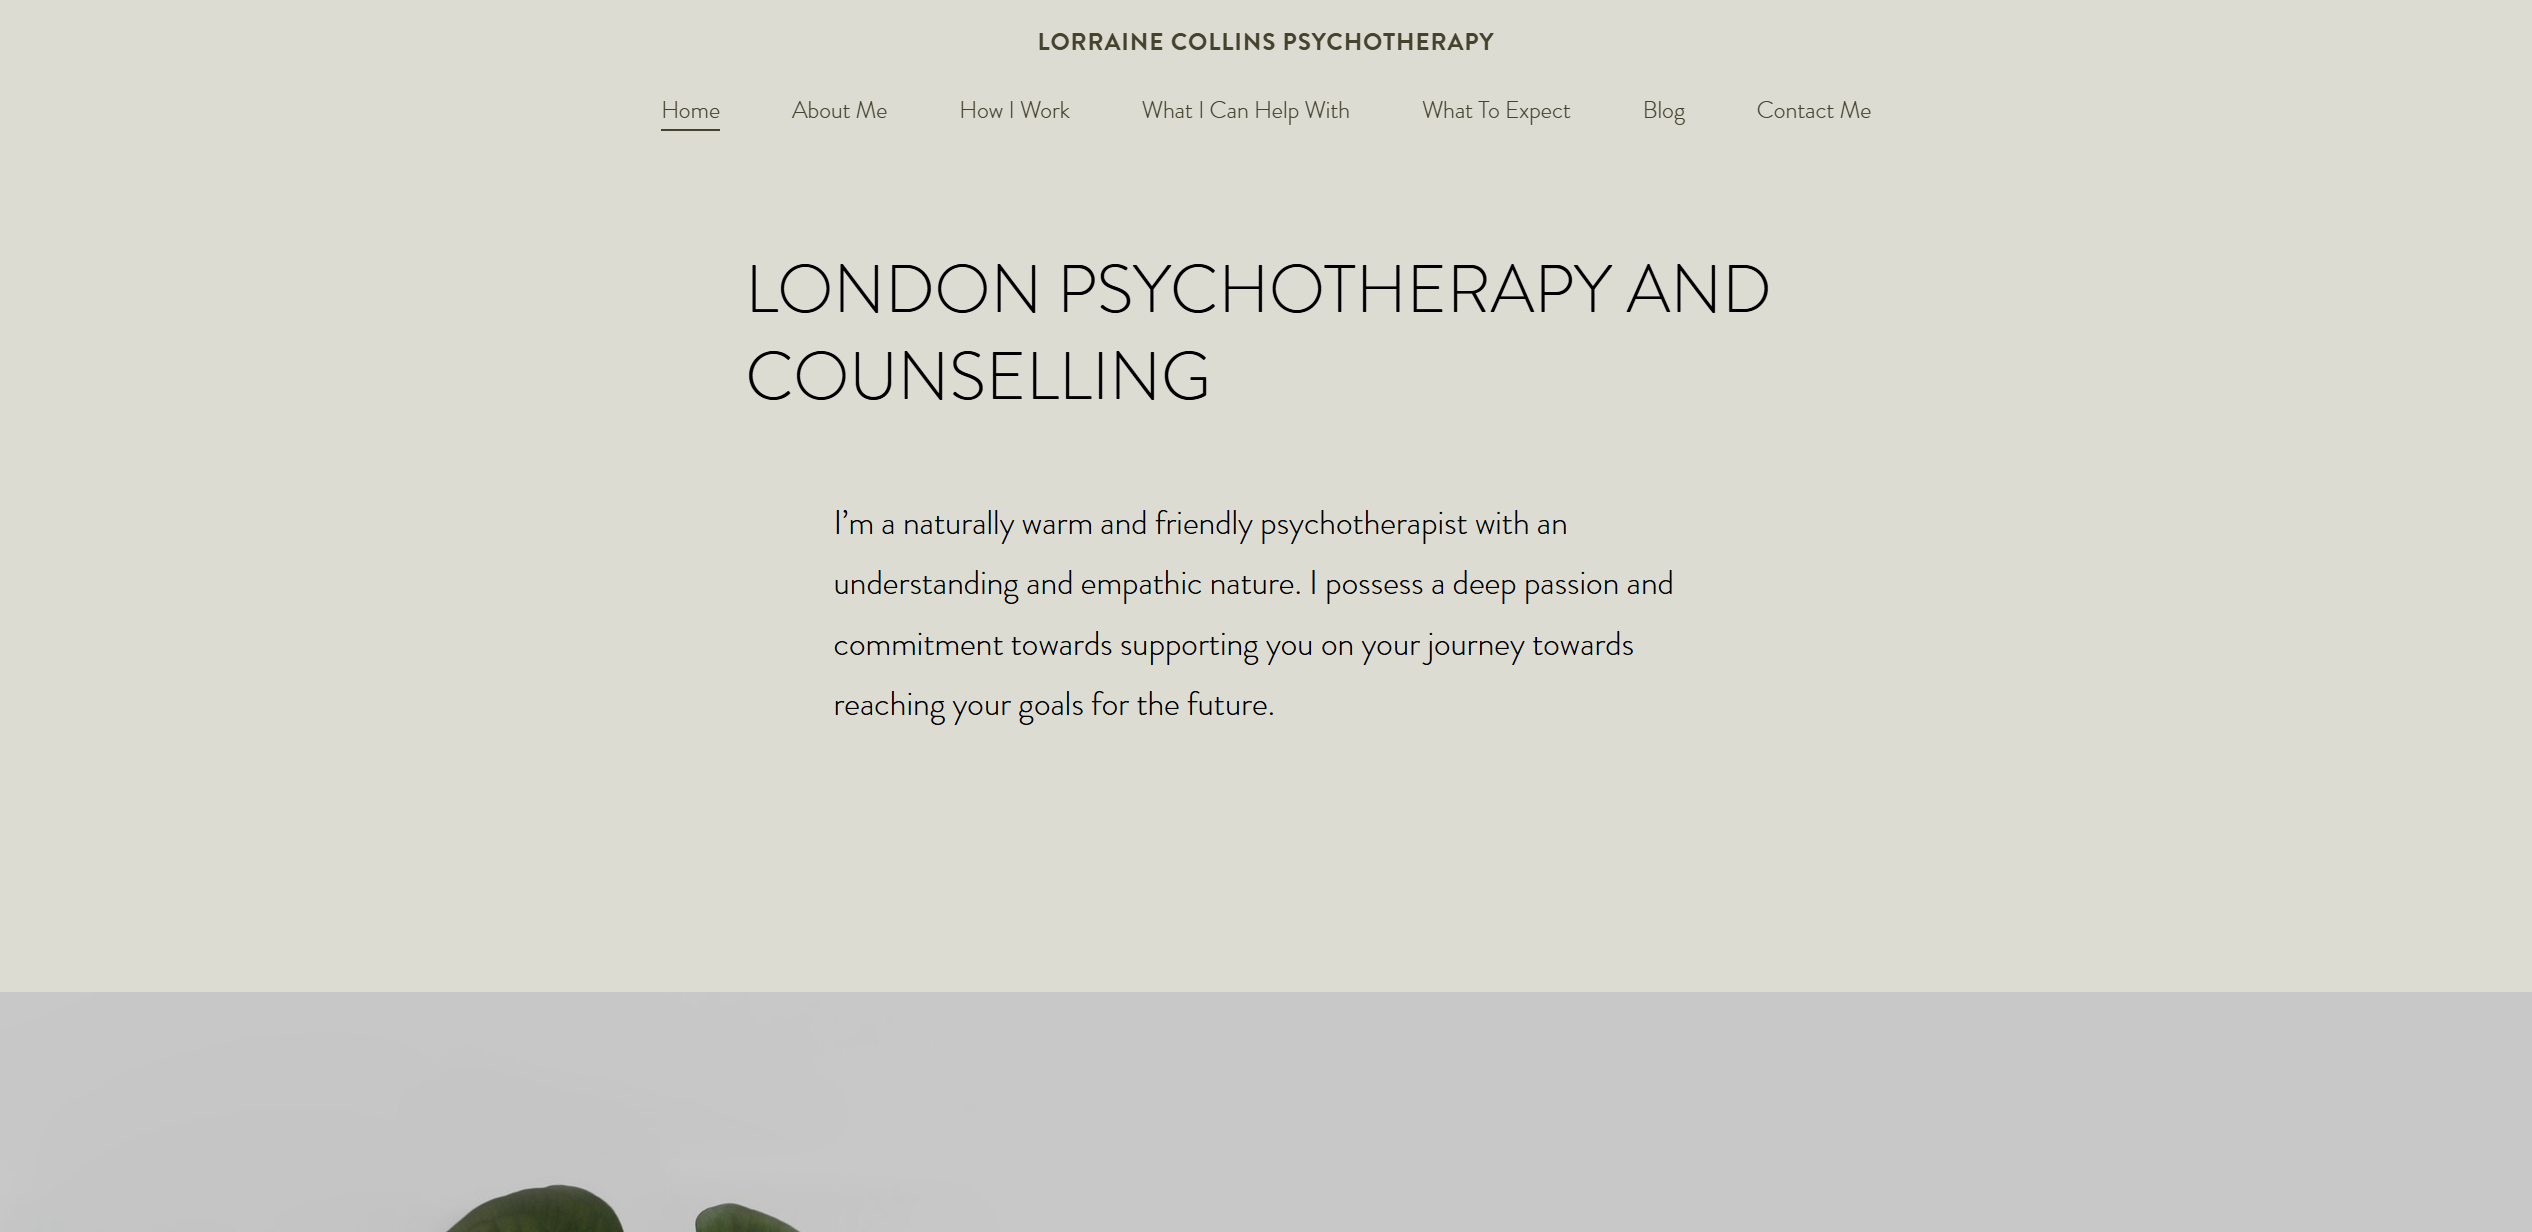 LORRAINE COLLINS PSYCHOTHERAPY
Home About Me How I Work What I Can Help With What To Expect Blog Contact Me
LONDON PSYCHOTHERAPY AND
COUNSELLING
I’m a naturally warm and friendly psychotherapist with an
understanding and empathic nature. I possess a deep passion and
commitment towards supporting you on your journey towards
reaching your goals for the future.